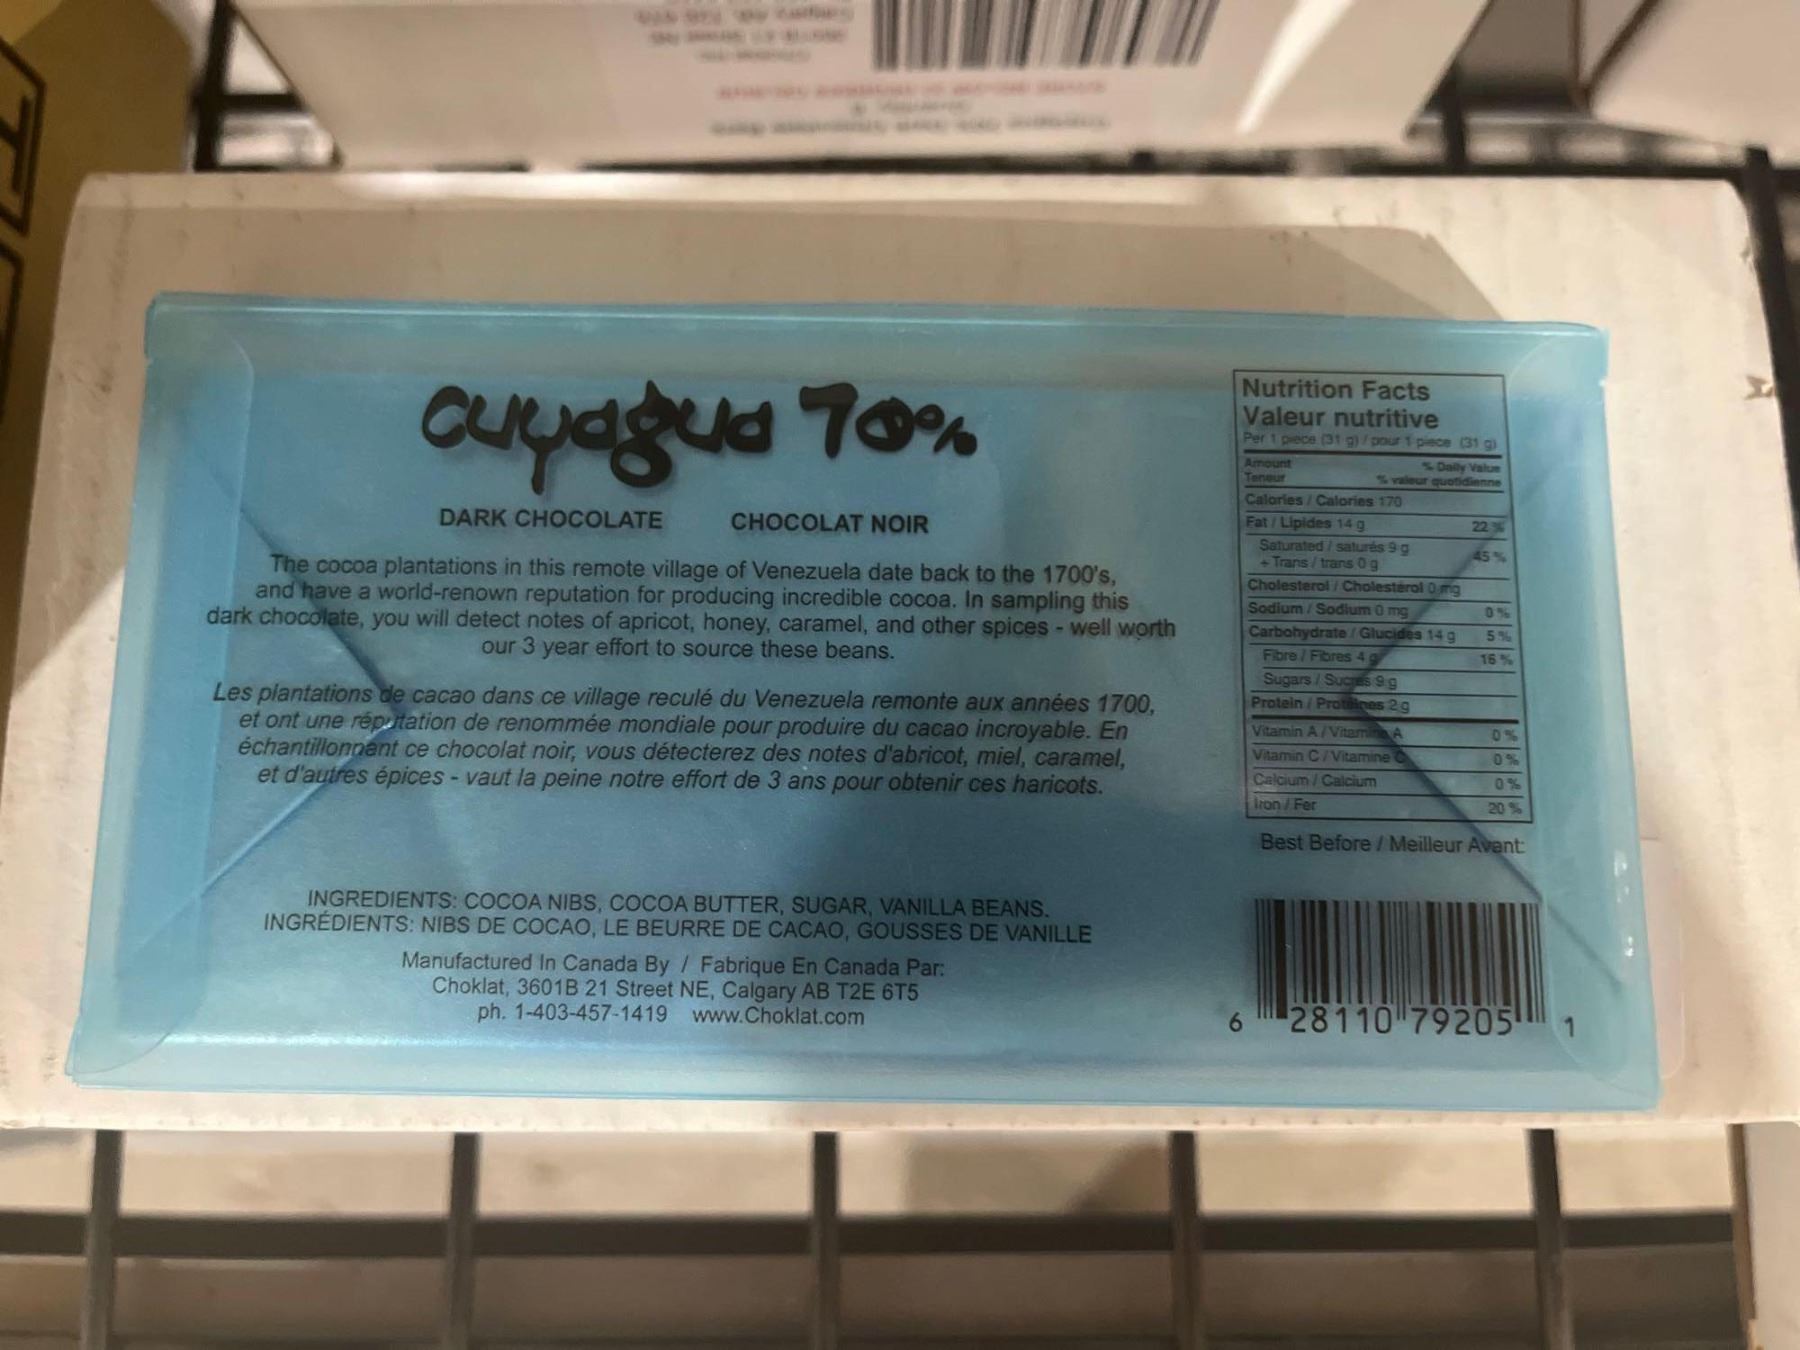 cuyagua 70%
DARK CHOCOLATE CHOCOLAT NOIR
The cocoa plantations in this remote village of Venezuela date back to the 1700's,
and have a world-renown reputation for producing incredible cocoa. In sampling this
dark chocolate, you will detect notes of apricot, honey, caramel, and other spices - well worth
our 3 year effort to source these beans.
Les plantations de cacao dans ce village reculé du Venezuela remonte aux années 1700,
et ont une réputation de renommée mondiale pour produire du cacao incroyable. En
échantillonnant ce chocolat noir, vous détecterez des notes d'abricot, miel, caramel,
et d'autres épices - vaut la peine notre effort de 3 ans pour obtenir ces haricots.
INGREDIENTS: COCOA NIBS, COCOA BUTTER, SUGAR, VANILLA BEANS.
INGRÉDIENTS: NIBS DE COCAO, LE BEURRE DE CACAO, GOUSSES DE VANILLE
Manufactured In Canada By / Fabrique En Canada Par:
Choklat, 3601B 21 Street NE, Calgary AB T2E 6T5
ph. 1-403-457-1419 www.Choklat.com
Nutrition Facts
Valeur nutritive
Per 1 piece (31 g) / pour 1 piece (31 g)
Amount % Daily Value
Teneur % valeur quotidienne
Calories / Calories 170
Fat / Lipides 14 g 22 %
Saturated / saturés 9 g
+ Trans / trans 0 g 45 %
Cholesterol / Cholestérol 0 mg
Sodium / Sodium 0 mg 0 %
Carbohydrate / Glucides 14 g 5 %
Fibre / Fibres 4 g 16 %
Sugars / Sucres 9 g
Protein / Protéines 2 g
Vitamin A / Vitamine A 0 %
Vitamin C / Vitamine C 0 %
Calcium / Calcium 0 %
Iron / Fer 20 %
Best Before / Meilleur Avant:
6 28110 79205 1